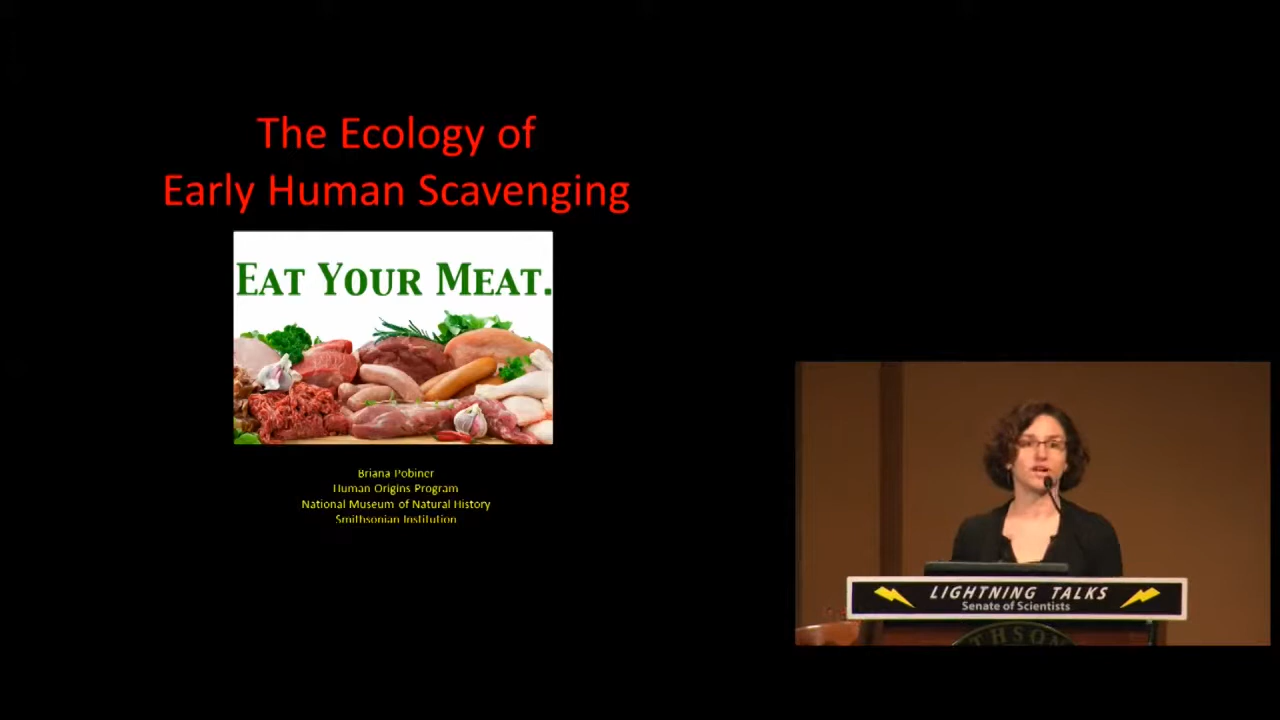 The Ecology of
Early Human Scavenging
EAT YOUR MEAT.
Briana Pobiner
Human Origins Program
National Museum of Natural History
Smithsonian Institution
LIGHTNING TALKS
Senate of Scientists
THSON